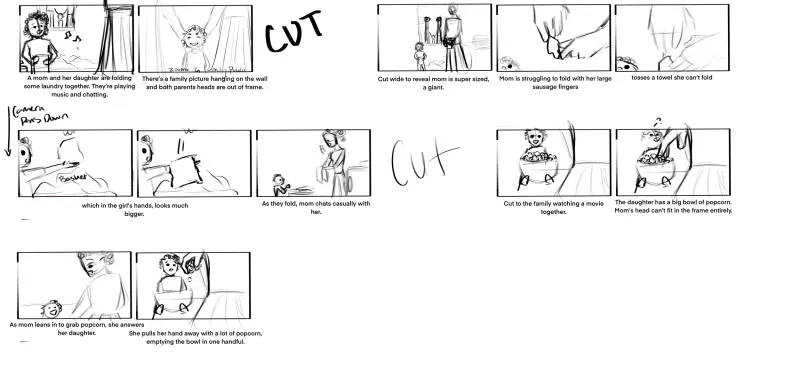 A mom and her daughter are folding
some laundry together. They're playing
music and chatting.
There's a family picture hanging on the wall
and both parents heads are out of frame.
CUT
Cut wide to reveal mom is super sized,
a giant.
Mom is struggling to fold with her large
sausage fingers
tosses a towel she can't fold
Camera
Pans Down
Basket
which in the girl's hands, looks much
bigger.
As they fold, mom chats casually with
her.
Cut
Cut to the family watching a movie
together.
The daughter has a big bowl of popcorn.
Mom's head can't fit in the frame entirely.
As mom leans in to grab popcorn, she answers
her daughter.
She pulls her hand away with a lot of popcorn,
emptying the bowl in one handful.